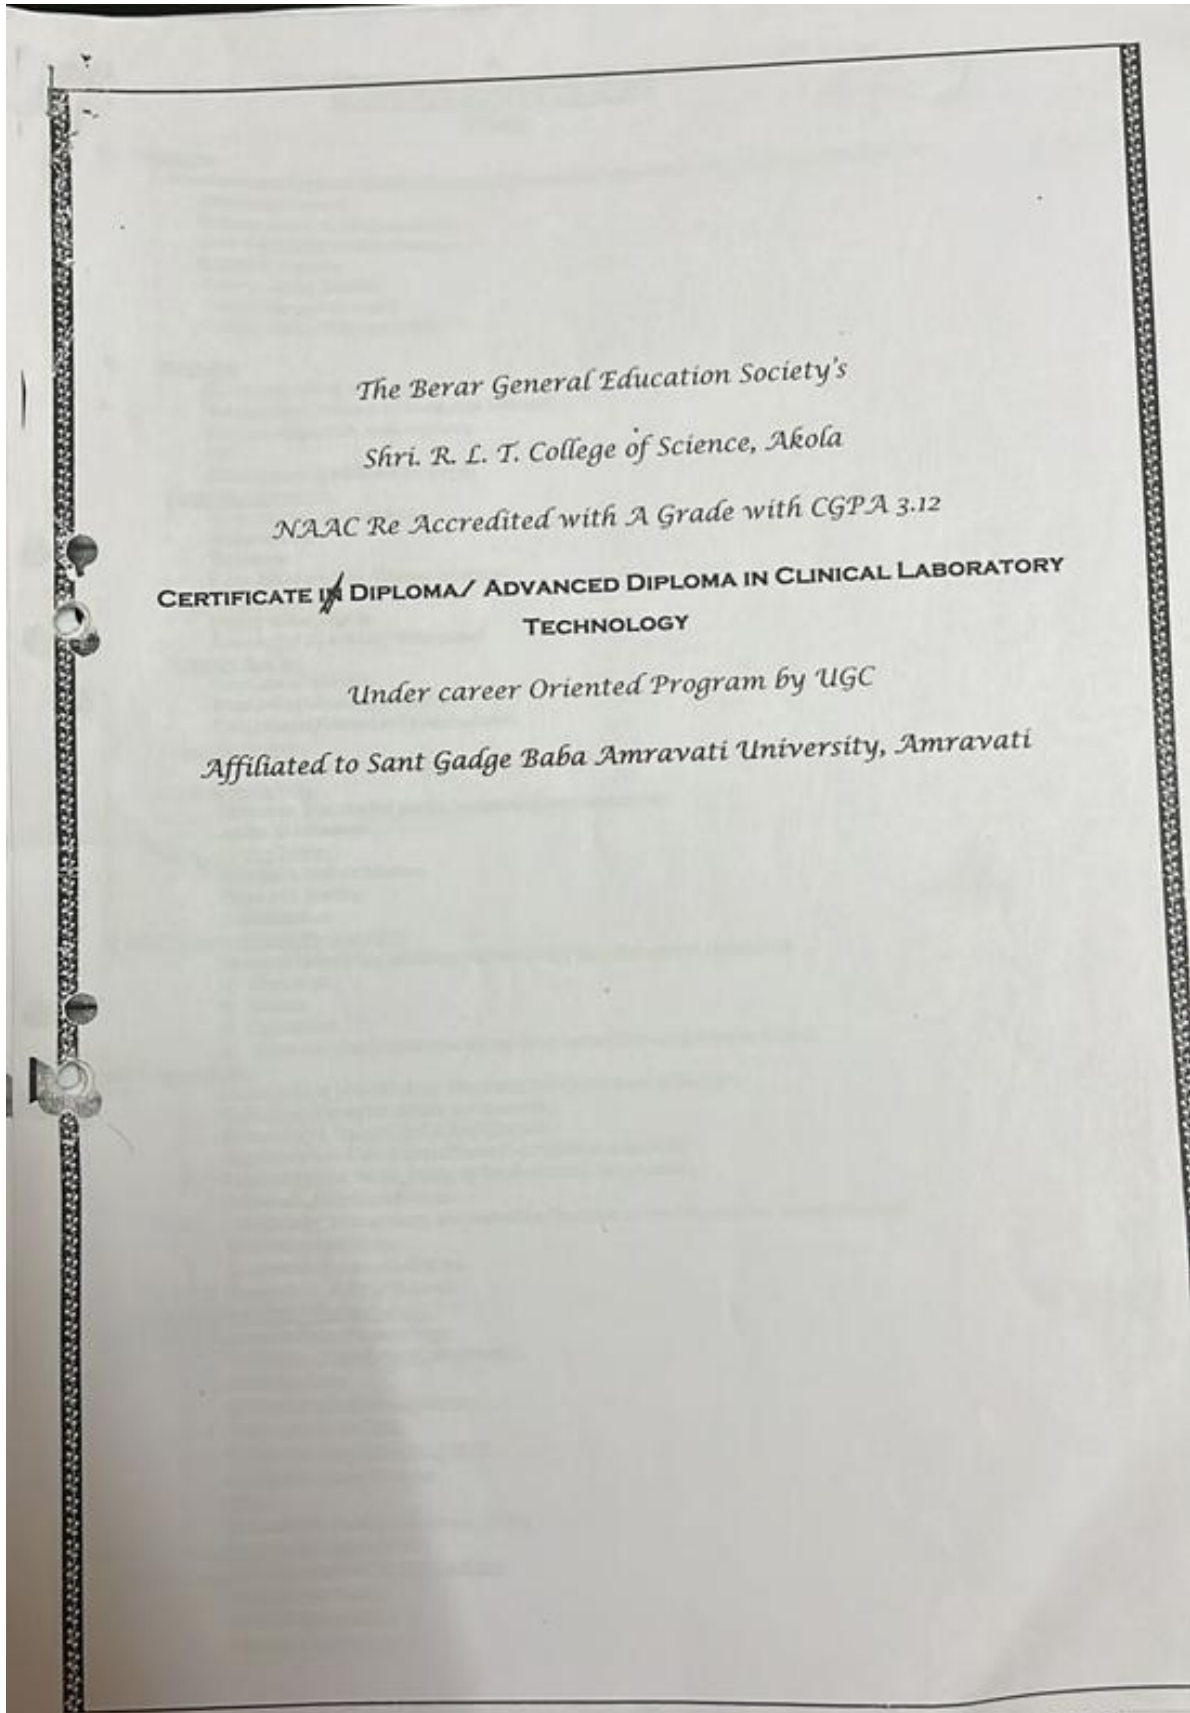 The Berar General Education Society's
Shri. R. L. T. College of Science, Akola
NAAC Re Accredited with A Grade with CGPA 3.12
CERTIFICATE / DIPLOMA/ ADVANCED DIPLOMA IN CLINICAL LABORATORY
TECHNOLOGY
Under career Oriented Program by UGC
Affiliated to Sant Gadge Baba Amravati University, Amravati